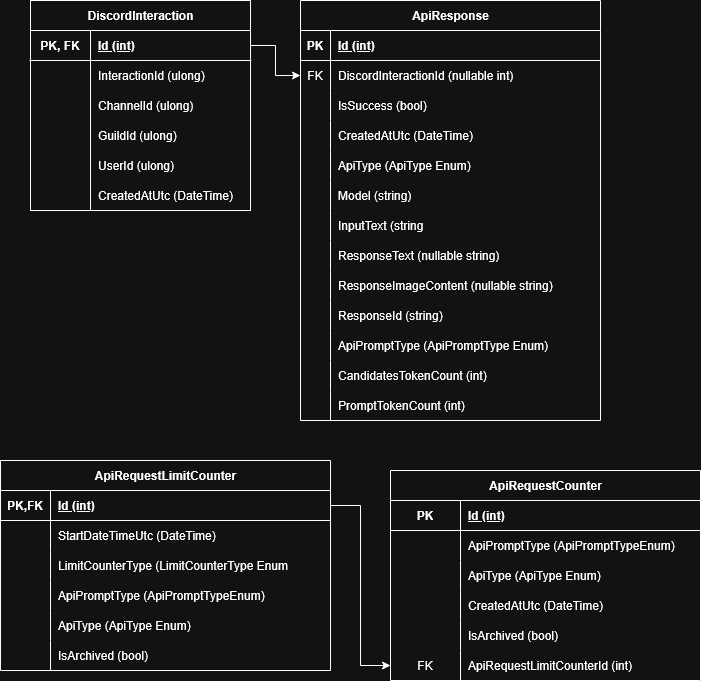 DiscordInteraction
PK, FK Id (int)
InteractionId (ulong)
ChannelId (ulong)
GuildId (ulong)
UserId (ulong)
CreatedAtUtc (DateTime)
ApiResponse
PK Id (int)
FK DiscordInteractionId (nullable int)
IsSuccess (bool)
CreatedAtUtc (DateTime)
ApiType (ApiType Enum)
Model (string)
InputText (string
ResponseText (nullable string)
ResponseImageContent (nullable string)
ResponseId (string)
ApiPromptType (ApiPromptType Enum)
CandidatesTokenCount (int)
PromptTokenCount (int)
ApiRequestLimitCounter
PK,FK Id (int)
StartDateTimeUtc (DateTime)
LimitCounterType (LimitCounterType Enum
ApiPromptType (ApiPromptTypeEnum)
ApiType (ApiType Enum)
IsArchived (bool)
ApiRequestCounter
PK Id (int)
ApiPromptType (ApiPromptTypeEnum)
ApiType (ApiType Enum)
CreatedAtUtc (DateTime)
IsArchived (bool)
FK ApiRequestLimitCounterId (int)